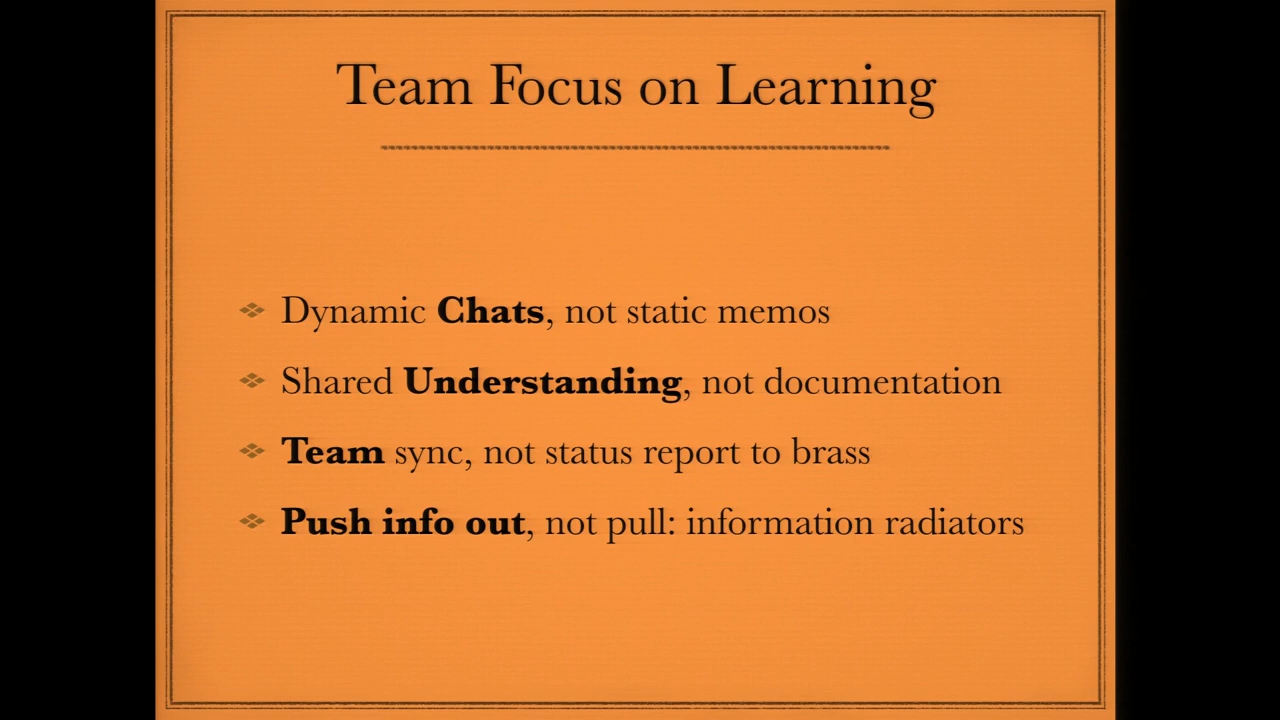 Team Focus on Learning
Dynamic Chats, not static memos
Shared Understanding, not documentation
Team sync, not status report to brass
Push info out, not pull: information radiators